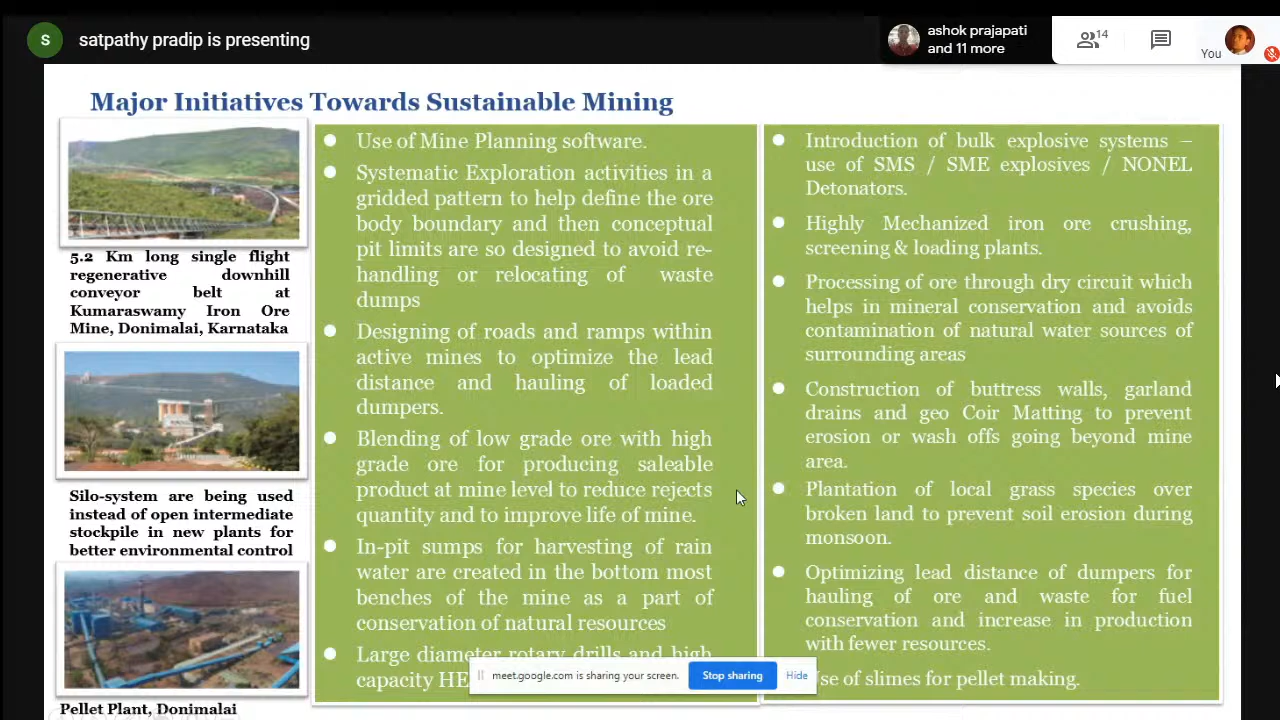 S
satpathy pradip is presenting
ashok prajapati
and 11 more
14
You
Major Initiatives Towards Sustainable Mining
5.2 Km long single flight
regenerative downhill
conveyor belt at
Kumaraswamy Iron Ore
Mine, Donimalai, Karnataka
Silo-system are being used
instead of open intermediate
stockpile in new plants for
better environmental control
Pellet Plant, Donimalai
Use of Mine Planning software.
Systematic Exploration activities in a
gridded pattern to help define the ore
body boundary and then conceptual
pit limits are so designed to avoid re-
handling or relocating of waste
dumps
Designing of roads and ramps within
active mines to optimize the lead
distance and hauling of loaded
dumpers.
Blending of low grade ore with high
grade ore for producing saleable
product at mine level to reduce rejects
quantity and to improve life of mine.
In-pit sumps for harvesting of rain
water are created in the bottom most
benches of the mine as a part of
conservation of natural resources
Large diameter rotary drills and high
capacity
Introduction of bulk explosive systems –
use of SMS / SME explosives / NONEL
Detonators.
Highly Mechanized iron ore crushing,
screening & loading plants.
Processing of ore through dry circuit which
helps in mineral conservation and avoids
contamination of natural water sources of
surrounding areas
Construction of buttress walls, garland
drains and geo Coir Matting to prevent
erosion or wash offs going beyond mine
area.
Plantation of local grass species over
broken land to prevent soil erosion during
monsoon.
Optimizing lead distance of dumpers for
hauling of ore and waste for fuel
conservation and increase in production
with fewer resources.
Use of slimes for pellet making.
meet.google.com is sharing your screen.
Stop sharing
Hide